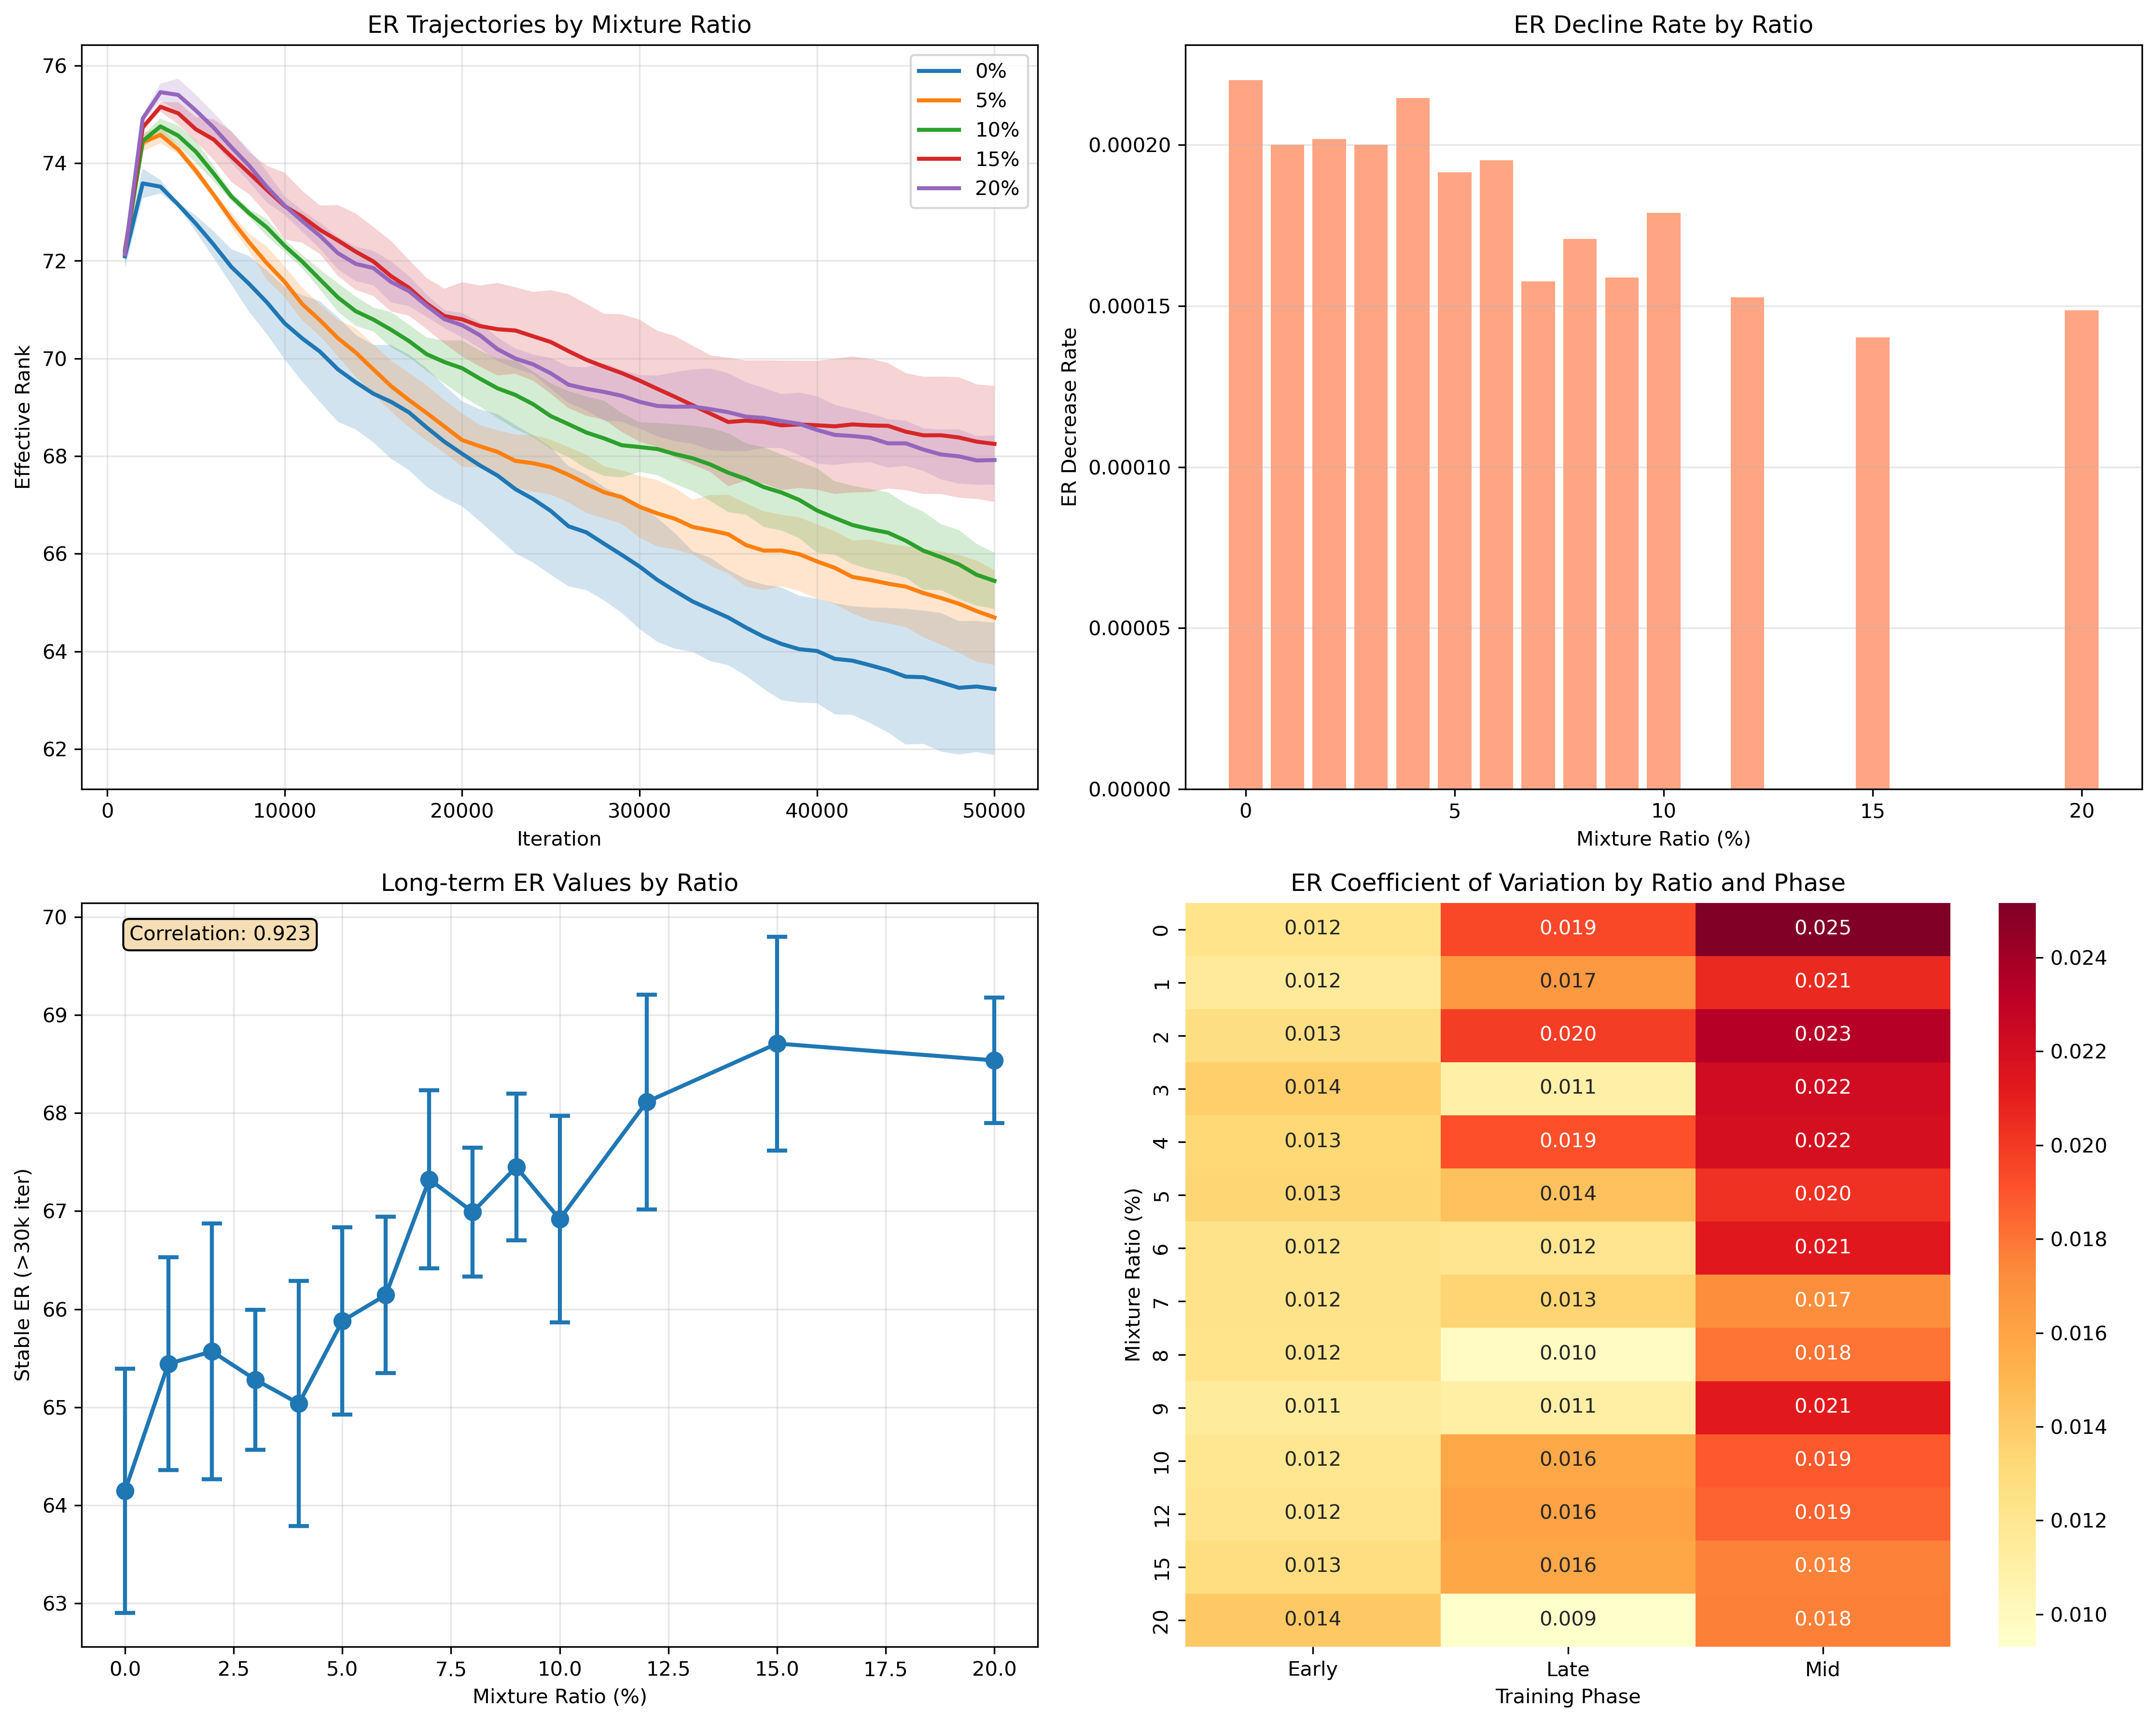 ER Trajectories by Mixture Ratio
76
74
72
70
68
66
64
62
Effective Rank
0%
5%
10%
15%
20%
0 10000 20000 30000 40000 50000
Iteration
ER Decline Rate by Ratio
0.00020
0.00015
0.00010
0.00005
0.00000
ER Decrease Rate
0 5 10 15 20
Mixture Ratio (%)
Long-term ER Values by Ratio
Correlation: 0.923
70
69
68
67
66
65
64
63
Stable ER (>30k iter)
0.0 2.5 5.0 7.5 10.0 12.5 15.0 17.5 20.0
Mixture Ratio (%)
ER Coefficient of Variation by Ratio and Phase
Mixture Ratio (%)
0 0.012 0.019 0.025
1 0.012 0.017 0.021
2 0.013 0.020 0.023
3 0.014 0.011 0.022
4 0.013 0.019 0.022
5 0.013 0.014 0.020
6 0.012 0.012 0.021
7 0.012 0.013 0.017
8 0.012 0.010 0.018
9 0.011 0.011 0.021
10 0.012 0.016 0.019
12 0.012 0.016 0.019
15 0.013 0.016 0.018
20 0.014 0.009 0.018
Early Late Mid
Training Phase
0.024
0.022
0.020
0.018
0.016
0.014
0.012
0.010